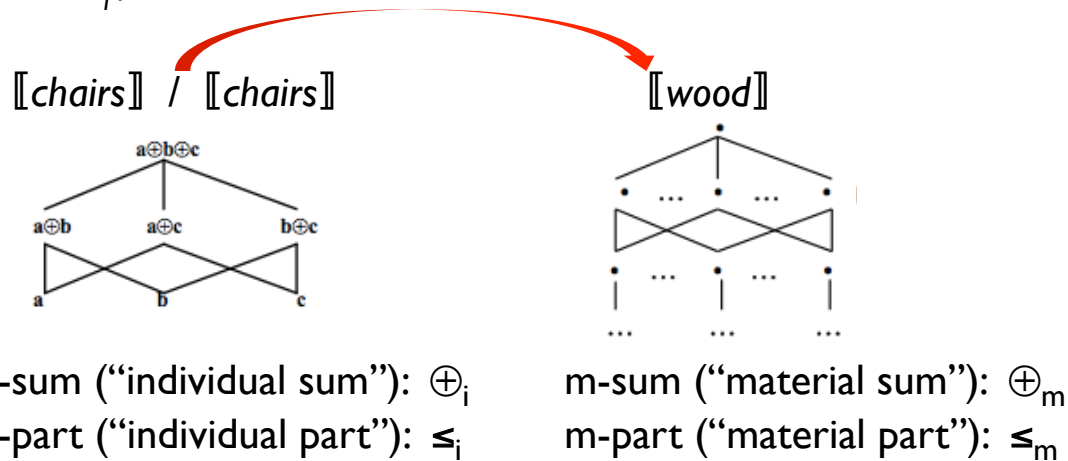 ⟦chairs⟧ / ⟦chairs⟧ ⟦wood⟧
a⊕b⊕c
a⊕b a⊕c b⊕c
... ...
a b c
... ...
... ... ...
-sum (“individual sum”): ⊕i m-sum (“material sum”): ⊕m
-part (“individual part”): ≤i m-part (“material part”): ≤m